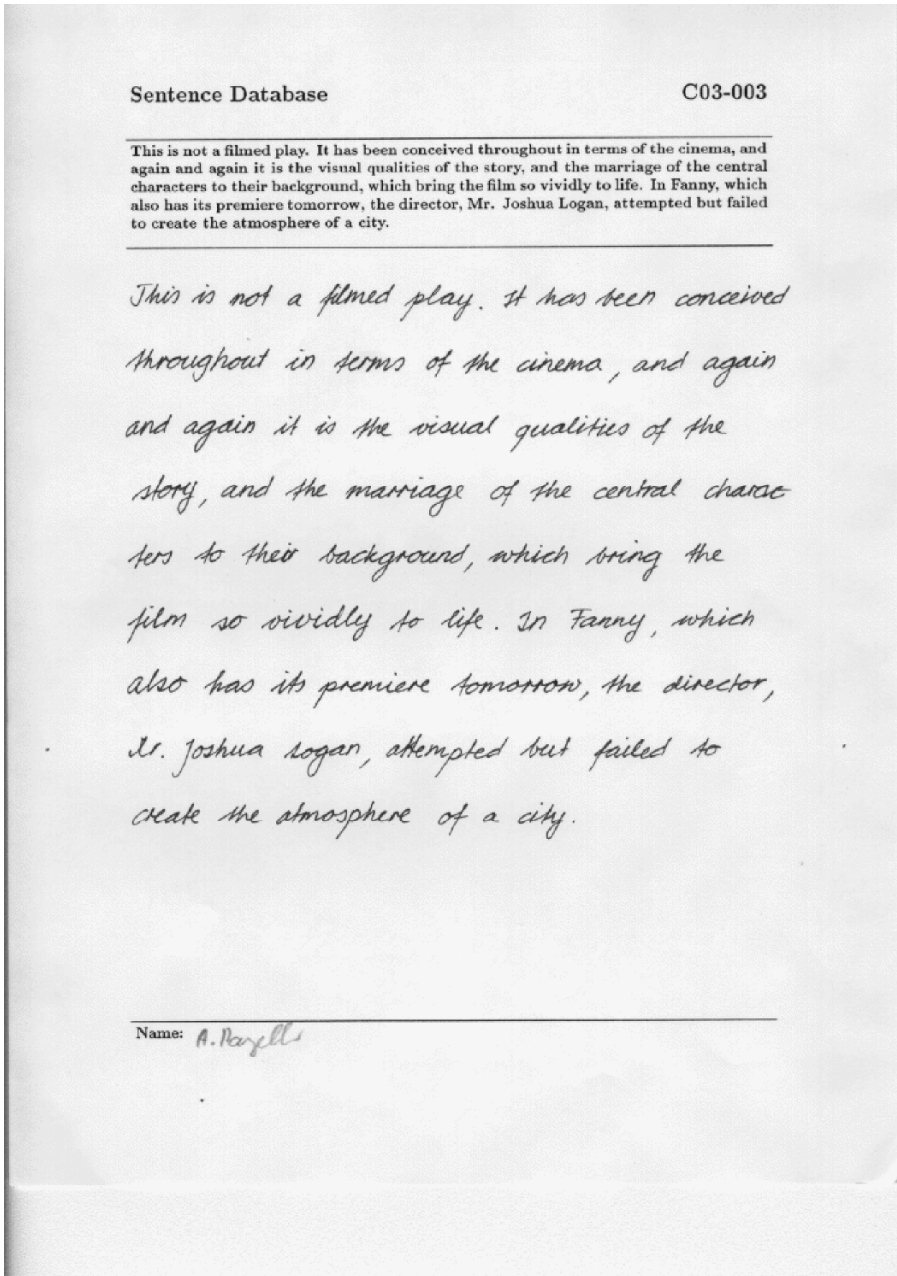 Sentence Database C03-003
This is not a filmed play. It has been conceived throughout in terms of the cinema, and
again and again it is the visual qualities of the story, and the marriage of the central
characters to their background, which bring the film so vividly to life. In Fanny, which
also has its premiere tomorrow, the director, Mr. Joshua Logan, attempted but failed
to create the atmosphere of a city.
This is not a filmed play. It has been conceived
throughout in terms of the cinema, and again
and again it is the visual qualities of the
story, and the marriage of the central charac-
ters to their background, which bring the
film so vividly to life. In Fanny, which
also has its premiere tomorrow, the director,
Mr. Joshua Logan, attempted but failed to
create the atmosphere of a city.
Name: A.